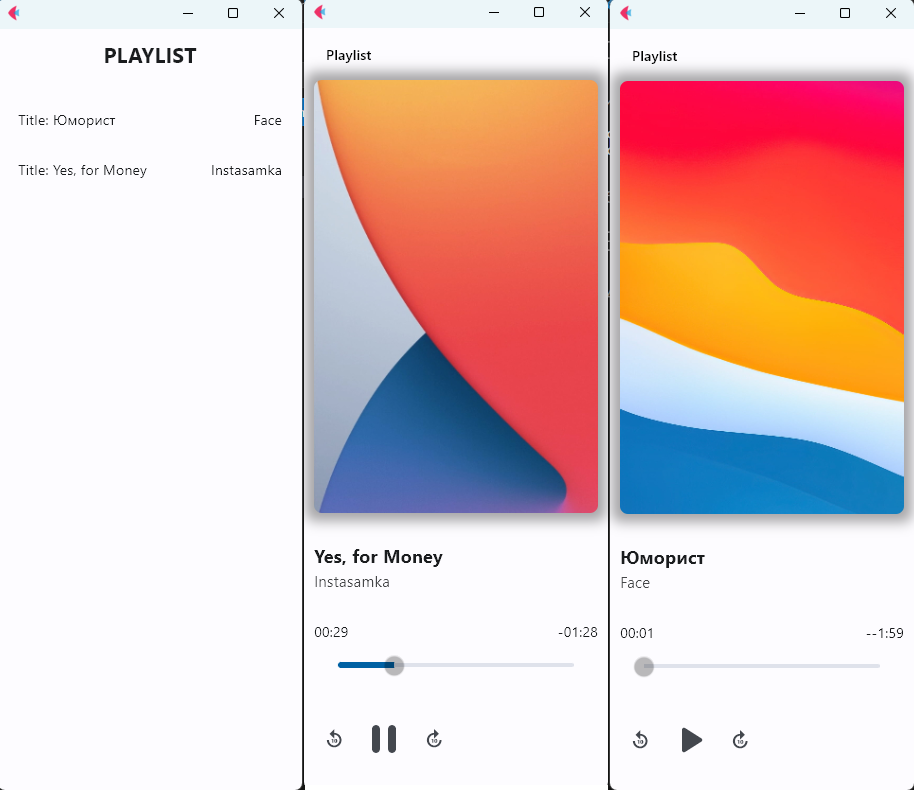 PLAYLIST
Title: Юморист Face
Title: Yes, for Money Instasamka
Playlist
Yes, for Money
Instasamka
00:29 -01:28
10 10
Playlist
Юморист
Face
00:01 --1:59
10 10